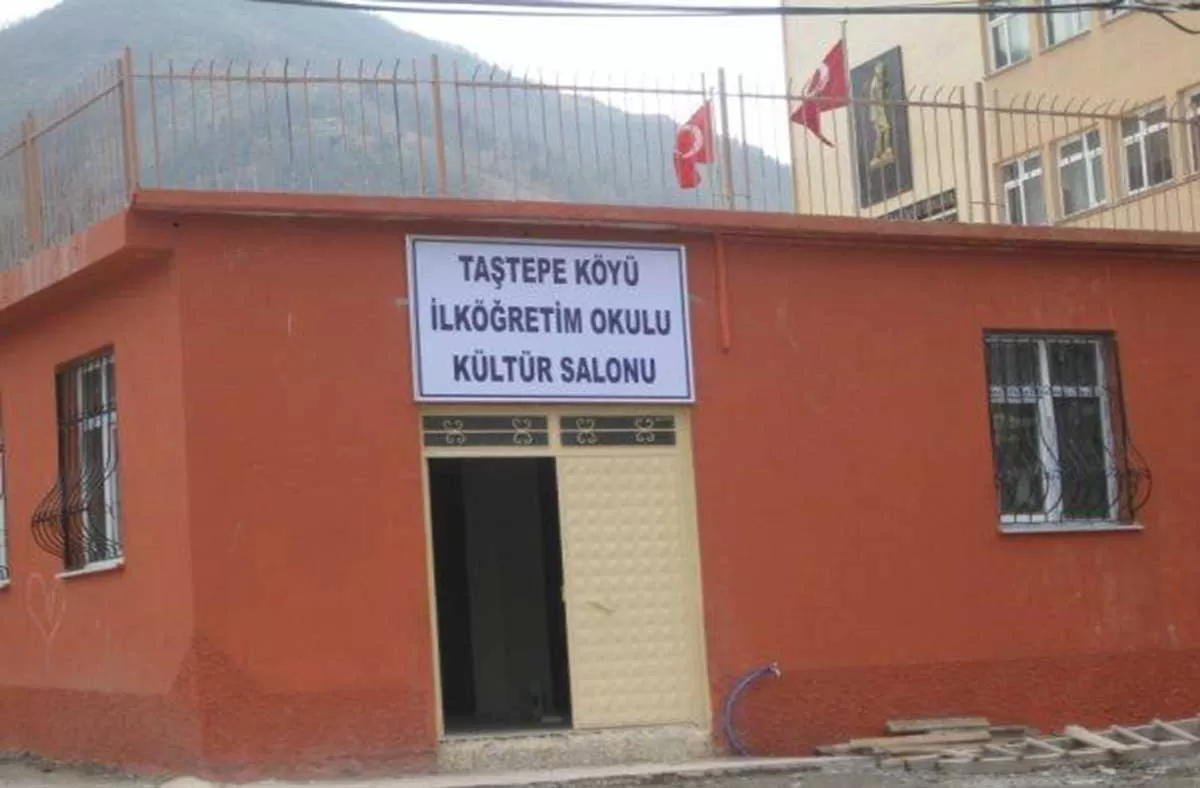 TAŞTEPE KÖYÜ
İLKÖĞRETİM OKULU
KÜLTÜR SALONU